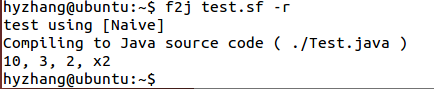 hyzhang@ubuntu:~$ f2j test.sf -r
test using [Naive]
Compiling to Java source code ( ./Test.java )
10, 3, 2, x2
hyzhang@ubuntu:~$